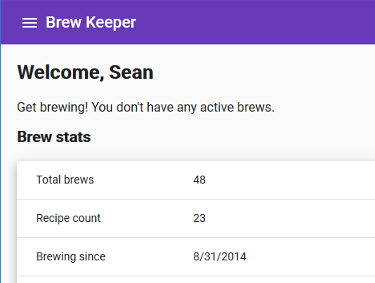 Brew Keeper
Welcome, Sean
Get brewing! You don't have any active brews.
Brew stats
Total brews 48
Recipe count 23
Brewing since 8/31/2014